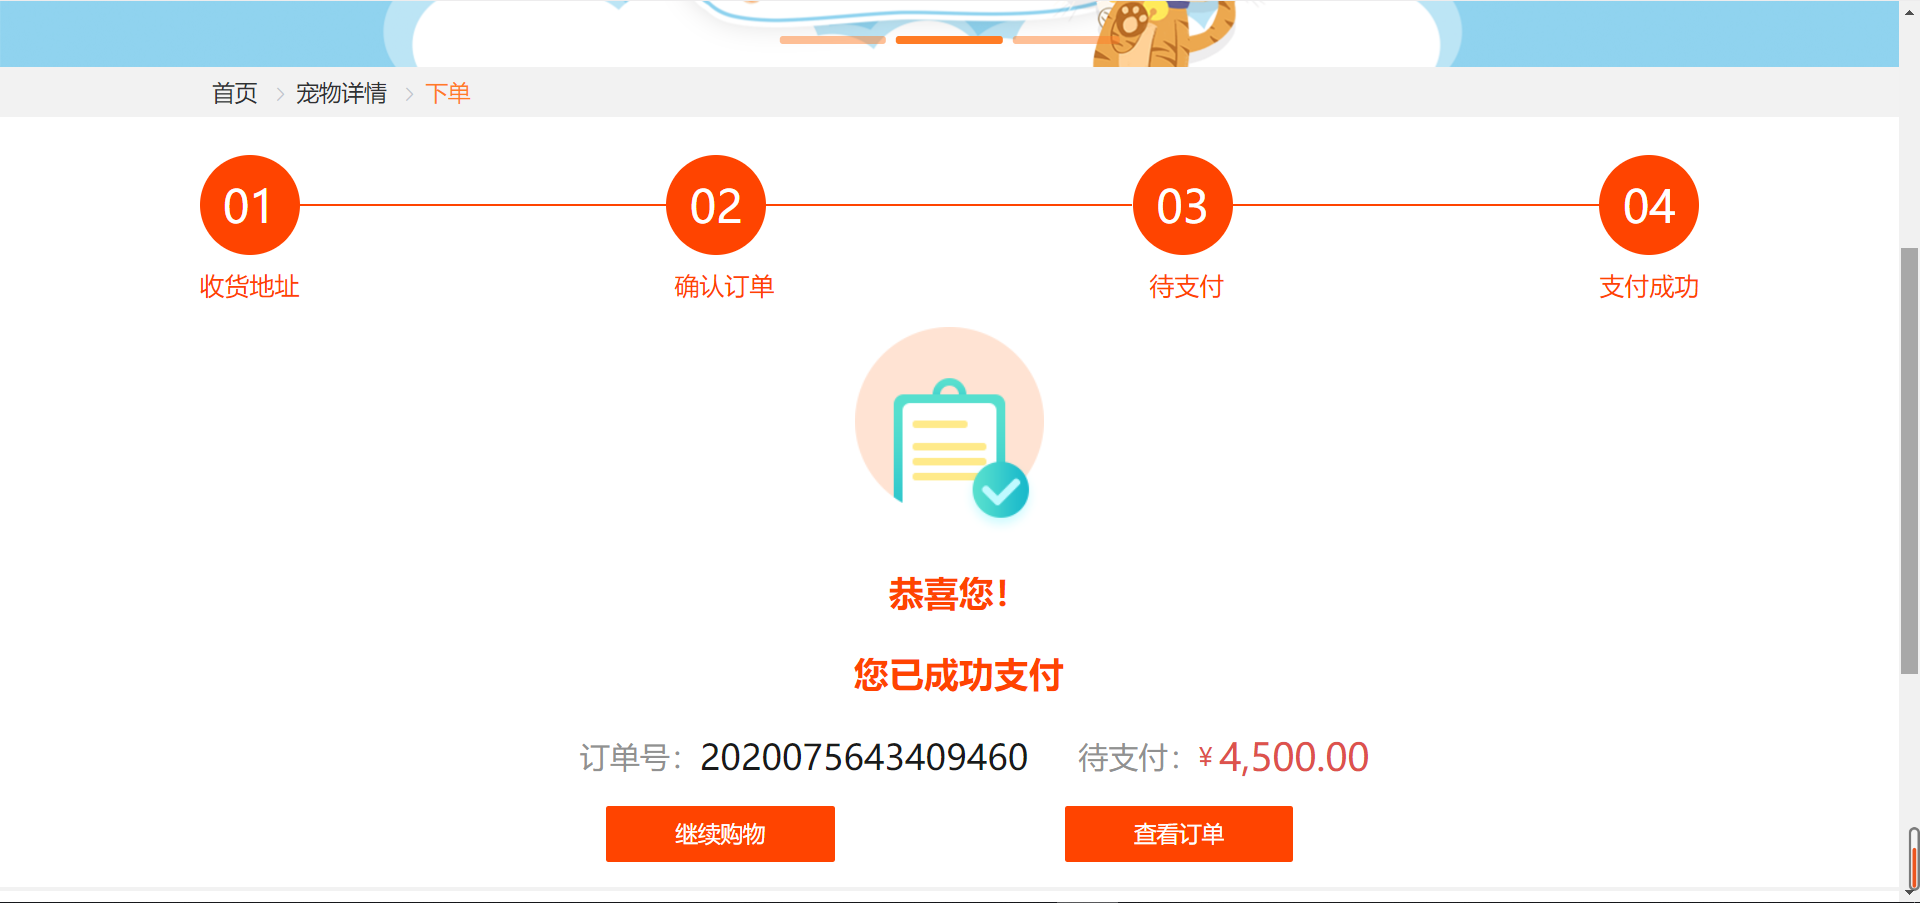 首页 > 宠物详情 > 下单
01 02 03 04
收货地址 确认订单 待支付 支付成功
恭喜您!
您已成功支付
订单号：2020075643409460 待支付：¥4,500.00
继续购物 查看订单